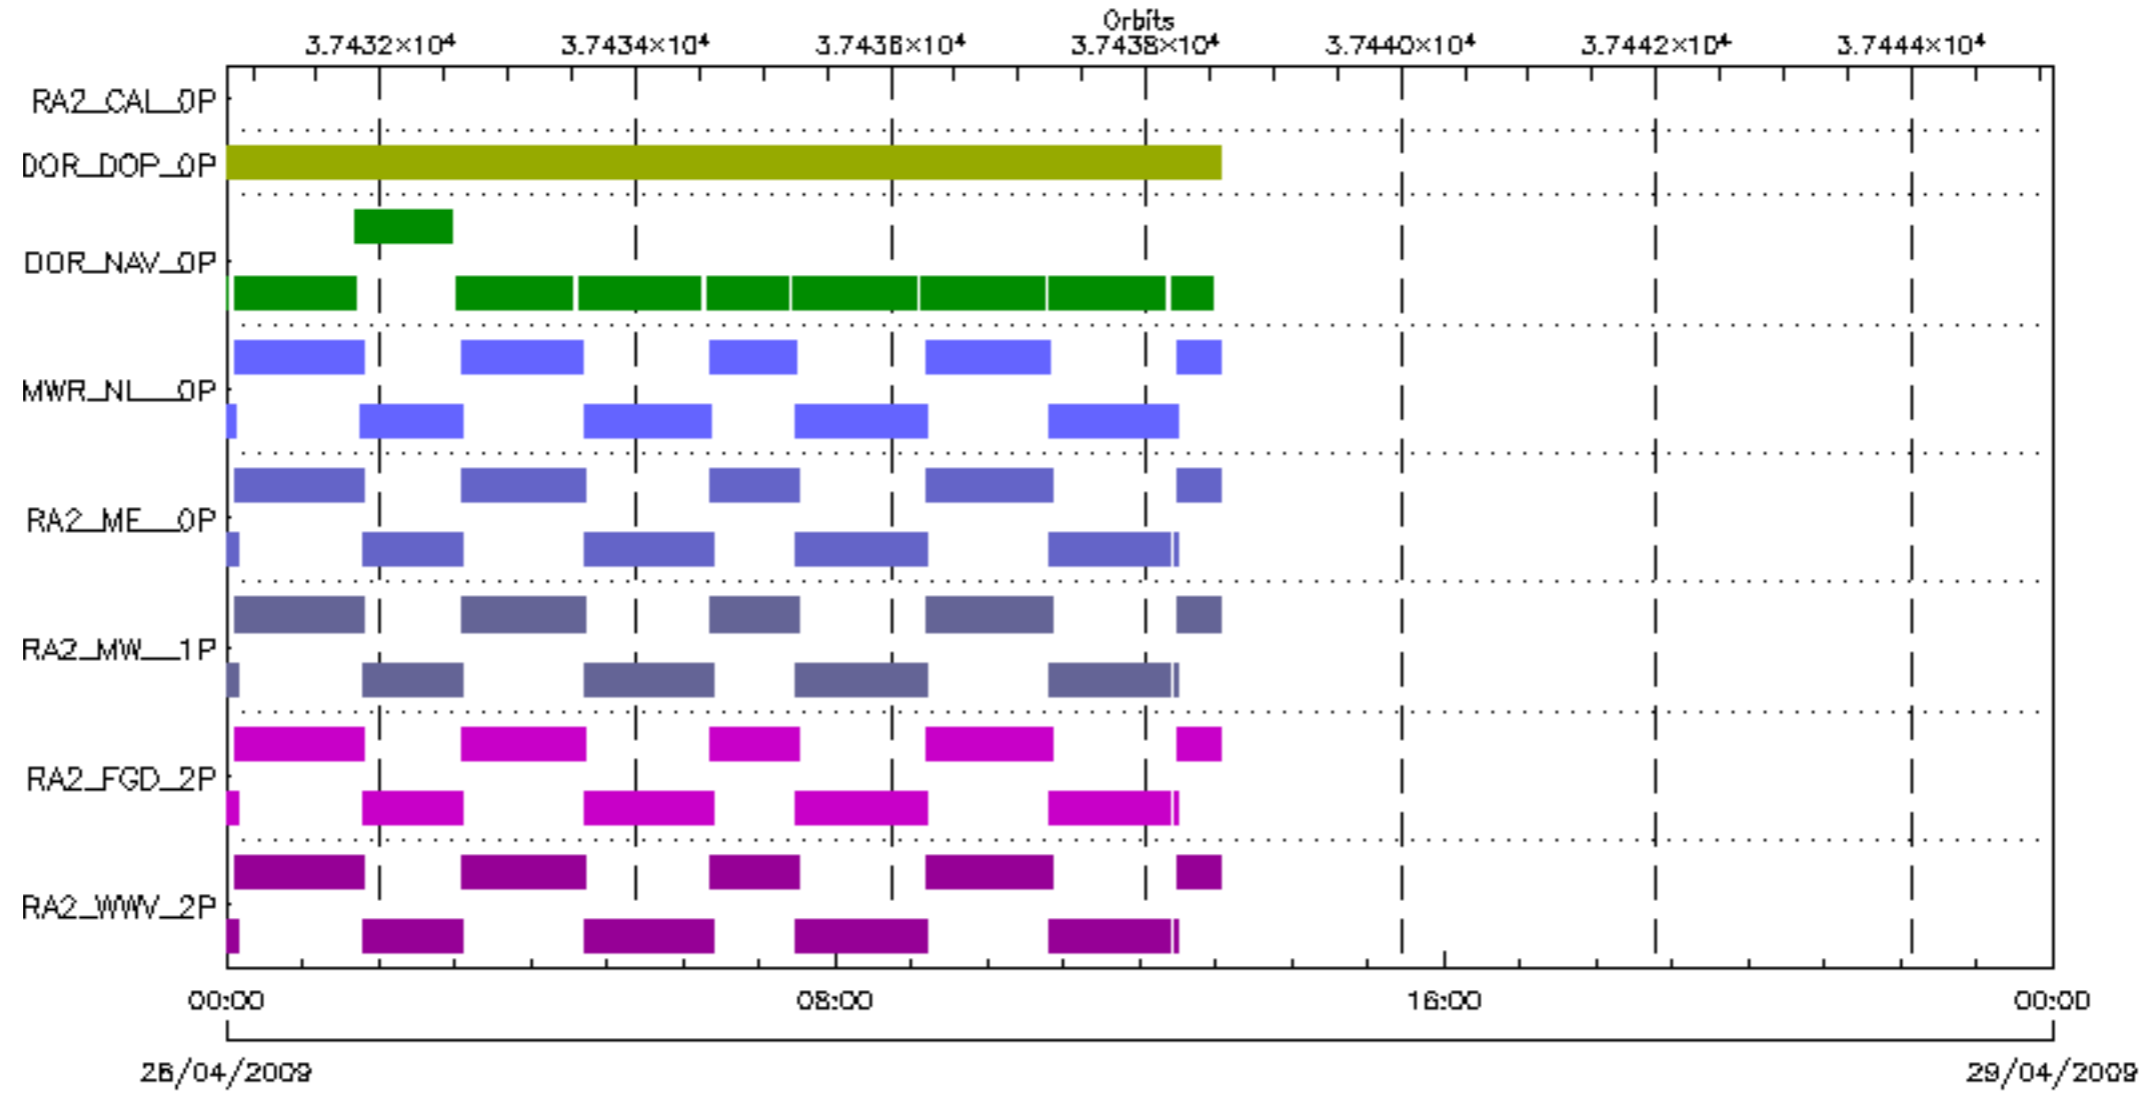 Orbits
3.7432×10⁴ 3.7434×10⁴ 3.7436×10⁴ 3.7438×10⁴ 3.7440×10⁴ 3.7442×10⁴ 3.7444×10⁴
RA2_CAL_0P
DOR_DOP_0P
DOR_NAV_0P
MWR_NL__0P
RA2_ME__0P
RA2_MW__1P
RA2_FGD_2P
RA2_WWV_2P
00:00 08:00 16:00 00:00
28/04/2009 29/04/2009